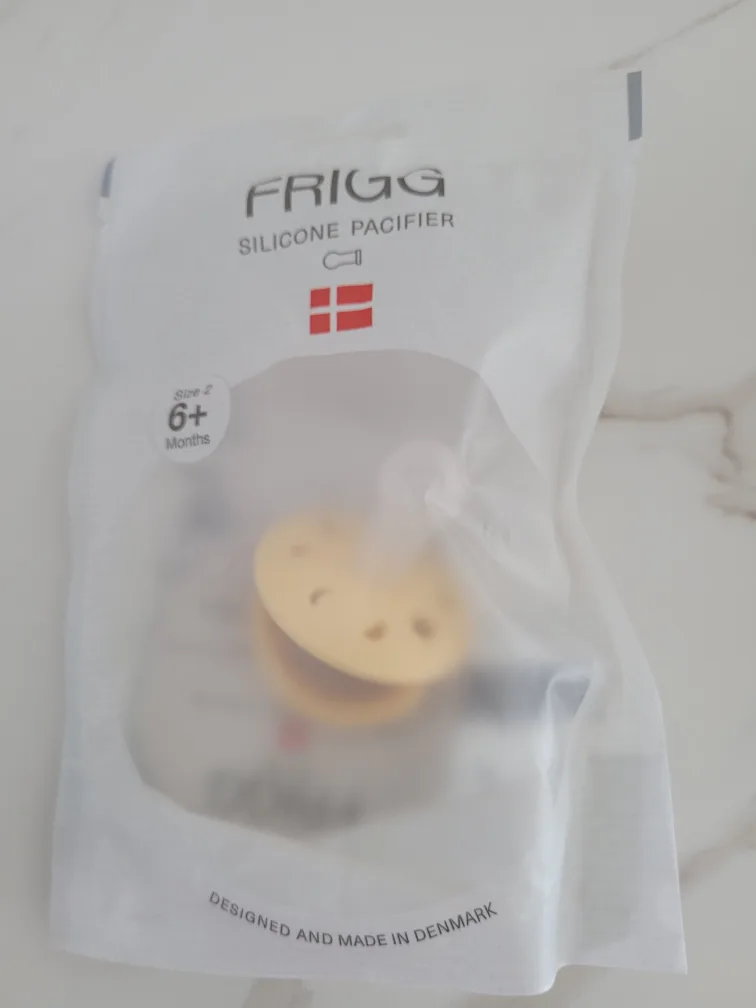 FRIGG
SILICONE PACIFIER
Size 2
6+
Months
DESIGNED AND MADE IN DENMARK